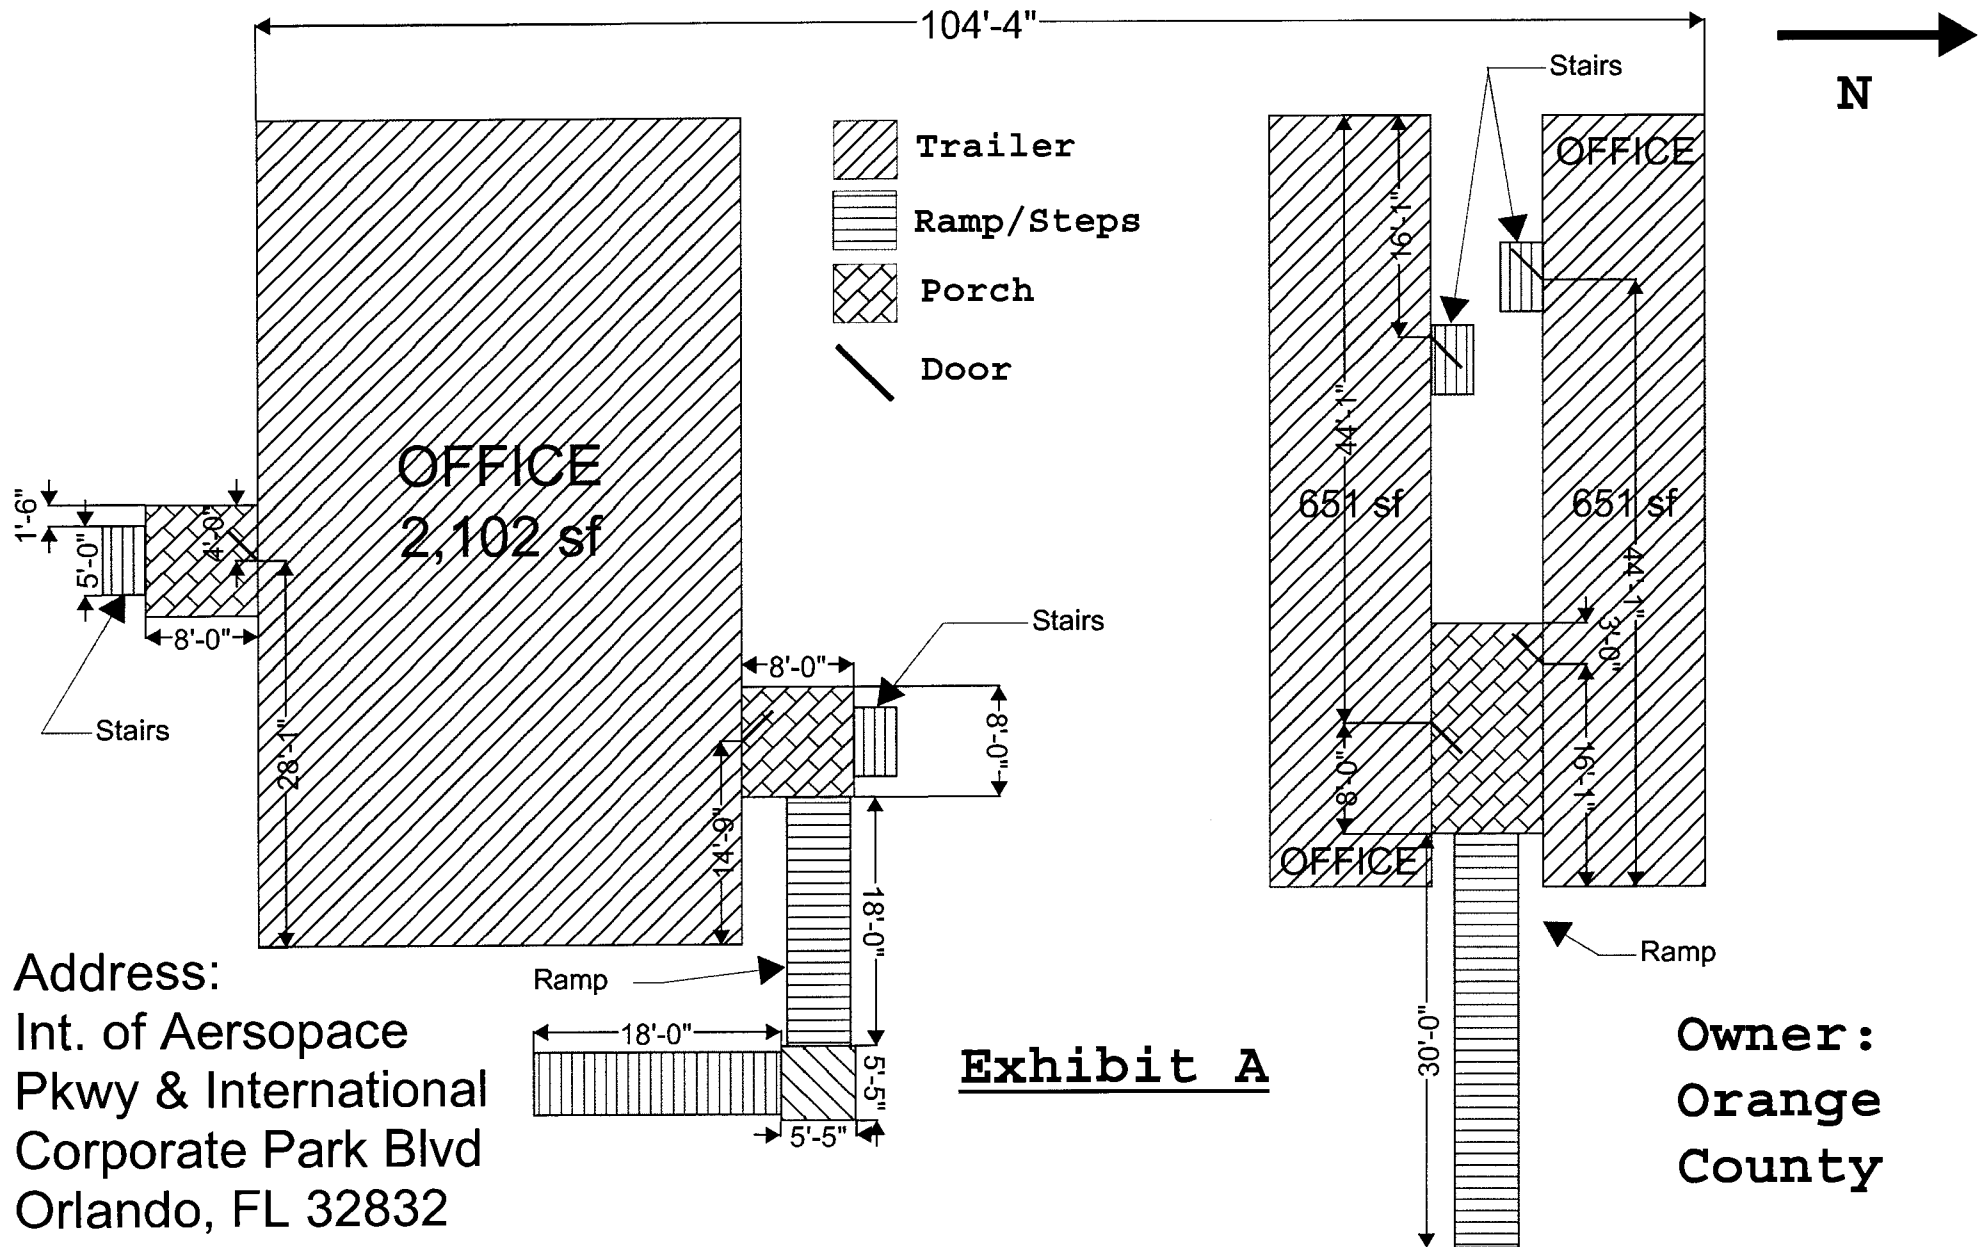 104'-4"
N
Stairs
Trailer
Ramp/Steps
Porch
Door
OFFICE
16'-1"
44'-1"
651 sf
651 sf
44'-1"
3'-0"
16'-1"
8'-0"
OFFICE
OFFICE
2,102 sf
1'-6"
5'-0"
4'-0"
8'-0"
Stairs
28'-1"
8'-0"
Stairs
8'-0"
14'-9"
18'-0"
Ramp
18'-0"
5'-5"
5'-5"
Ramp
30'-0"
Address:
Int. of Aersopace
Pkwy & International
Corporate Park Blvd
Orlando, FL 32832
Exhibit A
Owner:
Orange
County